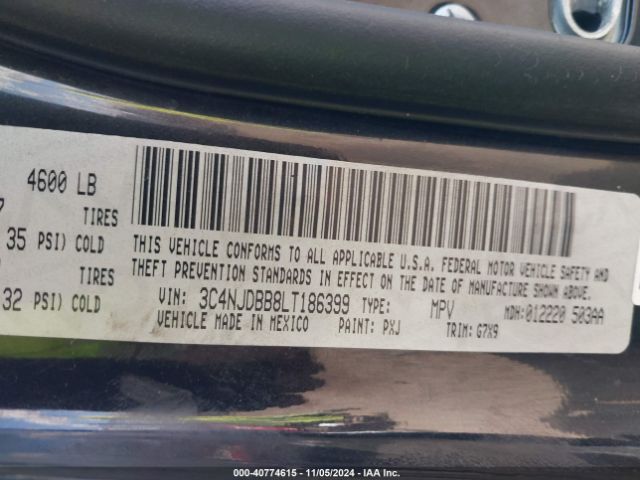 4600 LB
TIRES
35 PSI) COLD
TIRES
32 PSI) COLD
THIS VEHICLE CONFORMS TO ALL APPLICABLE U.S.A. FEDERAL MOTOR VEHICLE SAFETY AND
THEFT PREVENTION STANDARDS IN EFFECT ON THE DATE OF MANUFACTURE SHOWN ABOVE.
VIN: 3C4NJDBB8LT186399 TYPE: MPV MDH:012220 503AA
VEHICLE MADE IN MEXICO PAINT: PXJ TRIM: G7X9
000-40774615 - 11/05/2024 - IAA Inc.